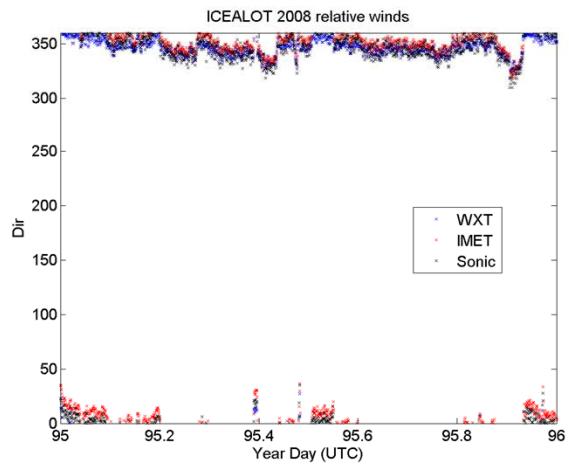 ICEALOT 2008 relative winds
350
300
250
200
150
100
50
0
Dir
WXT
IMET
Sonic
95 95.2 95.4 95.6 95.8 96
Year Day (UTC)